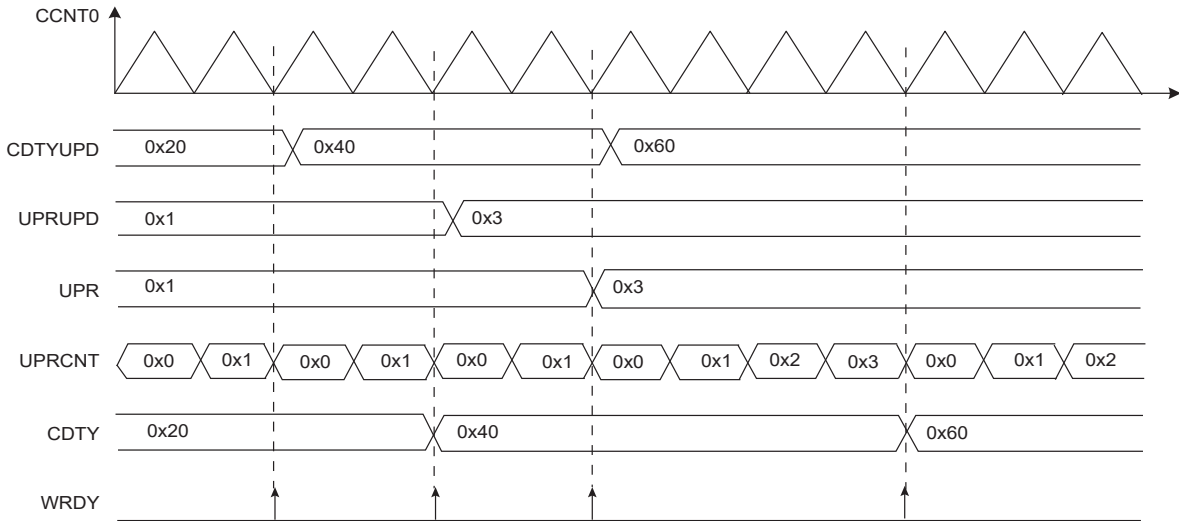 CCNT0
CDTYUPD 0x20 0x40 0x60
UPRUPD 0x1 0x3
UPR 0x1 0x3
UPRCNT 0x0 0x1 0x0 0x1 0x0 0x1 0x0 0x1 0x2 0x3 0x0 0x1 0x2
CDTY 0x20 0x40 0x60
WRDY